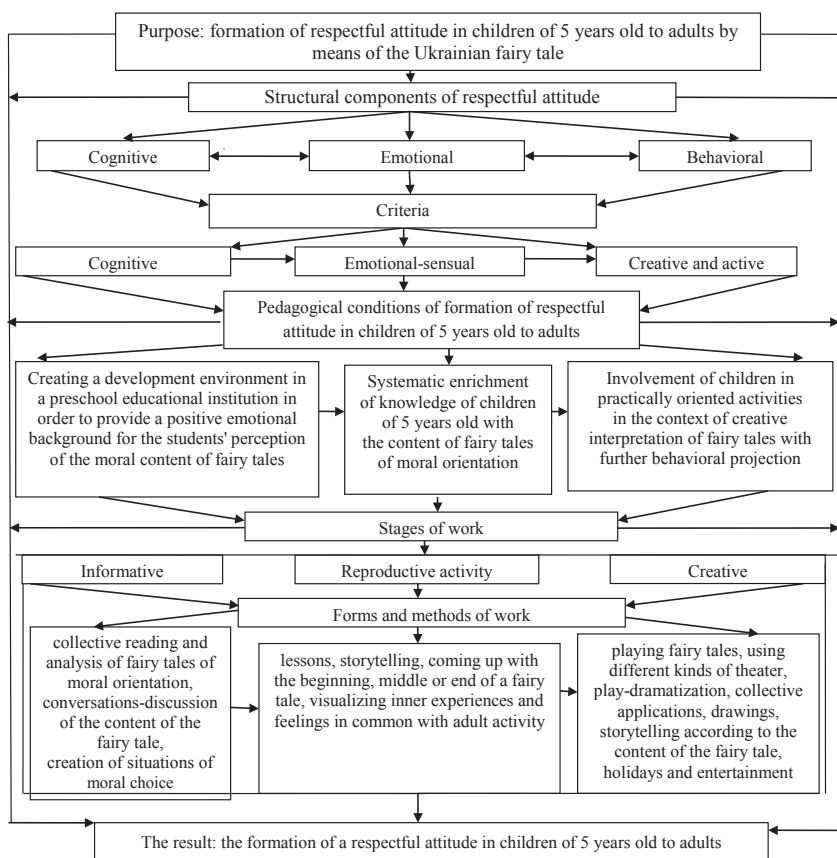 Purpose: formation of respectful attitude in children of 5 years old to adults by
means of the Ukrainian fairy tale
Structural components of respectful attitude
Cognitive
Emotional
Behavioral
Criteria
Cognitive
Emotional-sensual
Creative and active
Pedagogical conditions of formation of respectful
attitude in children of 5 years old to adults
Creating a development environment in
a preschool educational institution in
order to provide a positive emotional
background for the students' perception
of the moral content of fairy tales
Systematic enrichment
of knowledge of children
of 5 years old with
the content of fairy tales
of moral orientation
Involvement of children in
practically oriented activities
in the context of creative
interpretation of fairy tales with
further behavioral projection
Stages of work
Informative
Reproductive activity
Creative
Forms and methods of work
collective reading and
analysis of fairy tales of
moral orientation,
conversations-discussion
of the content of the
fairy tale,
creation of situations of
moral choice
lessons, storytelling, coming up with
the beginning, middle or end of a fairy
tale, visualizing inner experiences and
feelings in common with adult activity
playing fairy tales, using
different kinds of theater,
play-dramatization, collective
applications, drawings,
storytelling according to the
content of the fairy tale,
holidays and entertainment
The result: the formation of a respectful attitude in children of 5 years old to adults